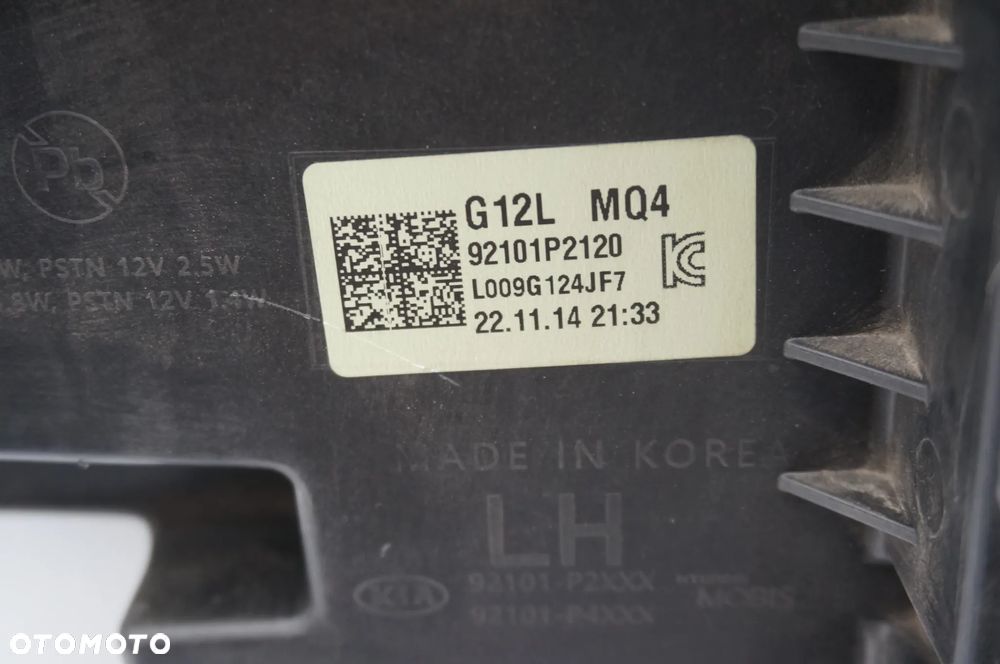 Pb
G12L MQ4
92101P2120
L009G124JF7
22.11.14 21:33
W, PSTN 12V 2.5W
8W, PSTN 12V 1.4W
MADE IN KOREA
LH
92101-P2XXX
92101-P4XXX
KIA
MOBIS
OTOMOTO